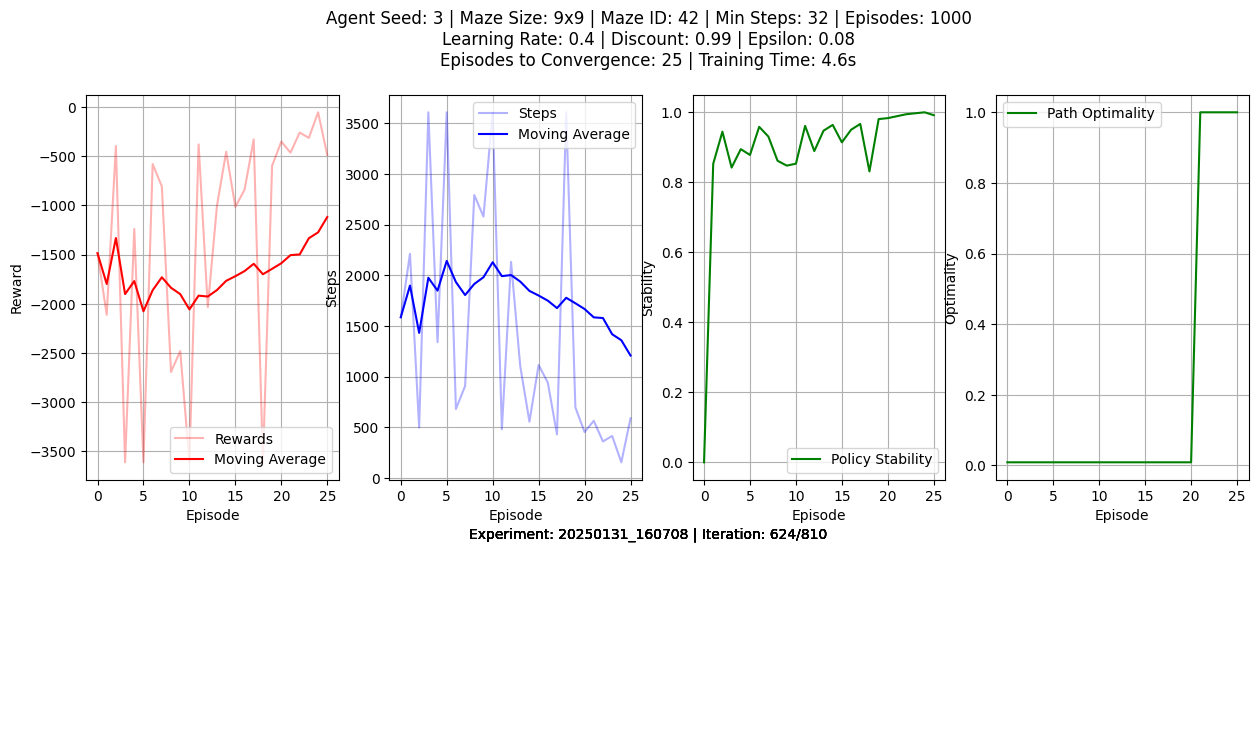 Agent Seed: 3 | Maze Size: 9x9 | Maze ID: 42 | Min Steps: 32 | Episodes: 1000
Learning Rate: 0.4 | Discount: 0.99 | Epsilon: 0.08
Episodes to Convergence: 25 | Training Time: 4.6s
Reward
0
−500
−1000
−1500
−2000
−2500
−3000
−3500
Rewards
Moving Average
0 5 10 15 20 25
Episode
Steps
3500
3000
2500
2000
1500
1000
500
0
Steps
Moving Average
0 5 10 15 20 25
Episode
Stability
1.0
0.8
0.6
0.4
0.2
0.0
Policy Stability
0 5 10 15 20 25
Episode
Optimality
1.0
0.8
0.6
0.4
0.2
0.0
Path Optimality
0 5 10 15 20 25
Episode
Experiment: 20250131_160708 | Iteration: 624/810